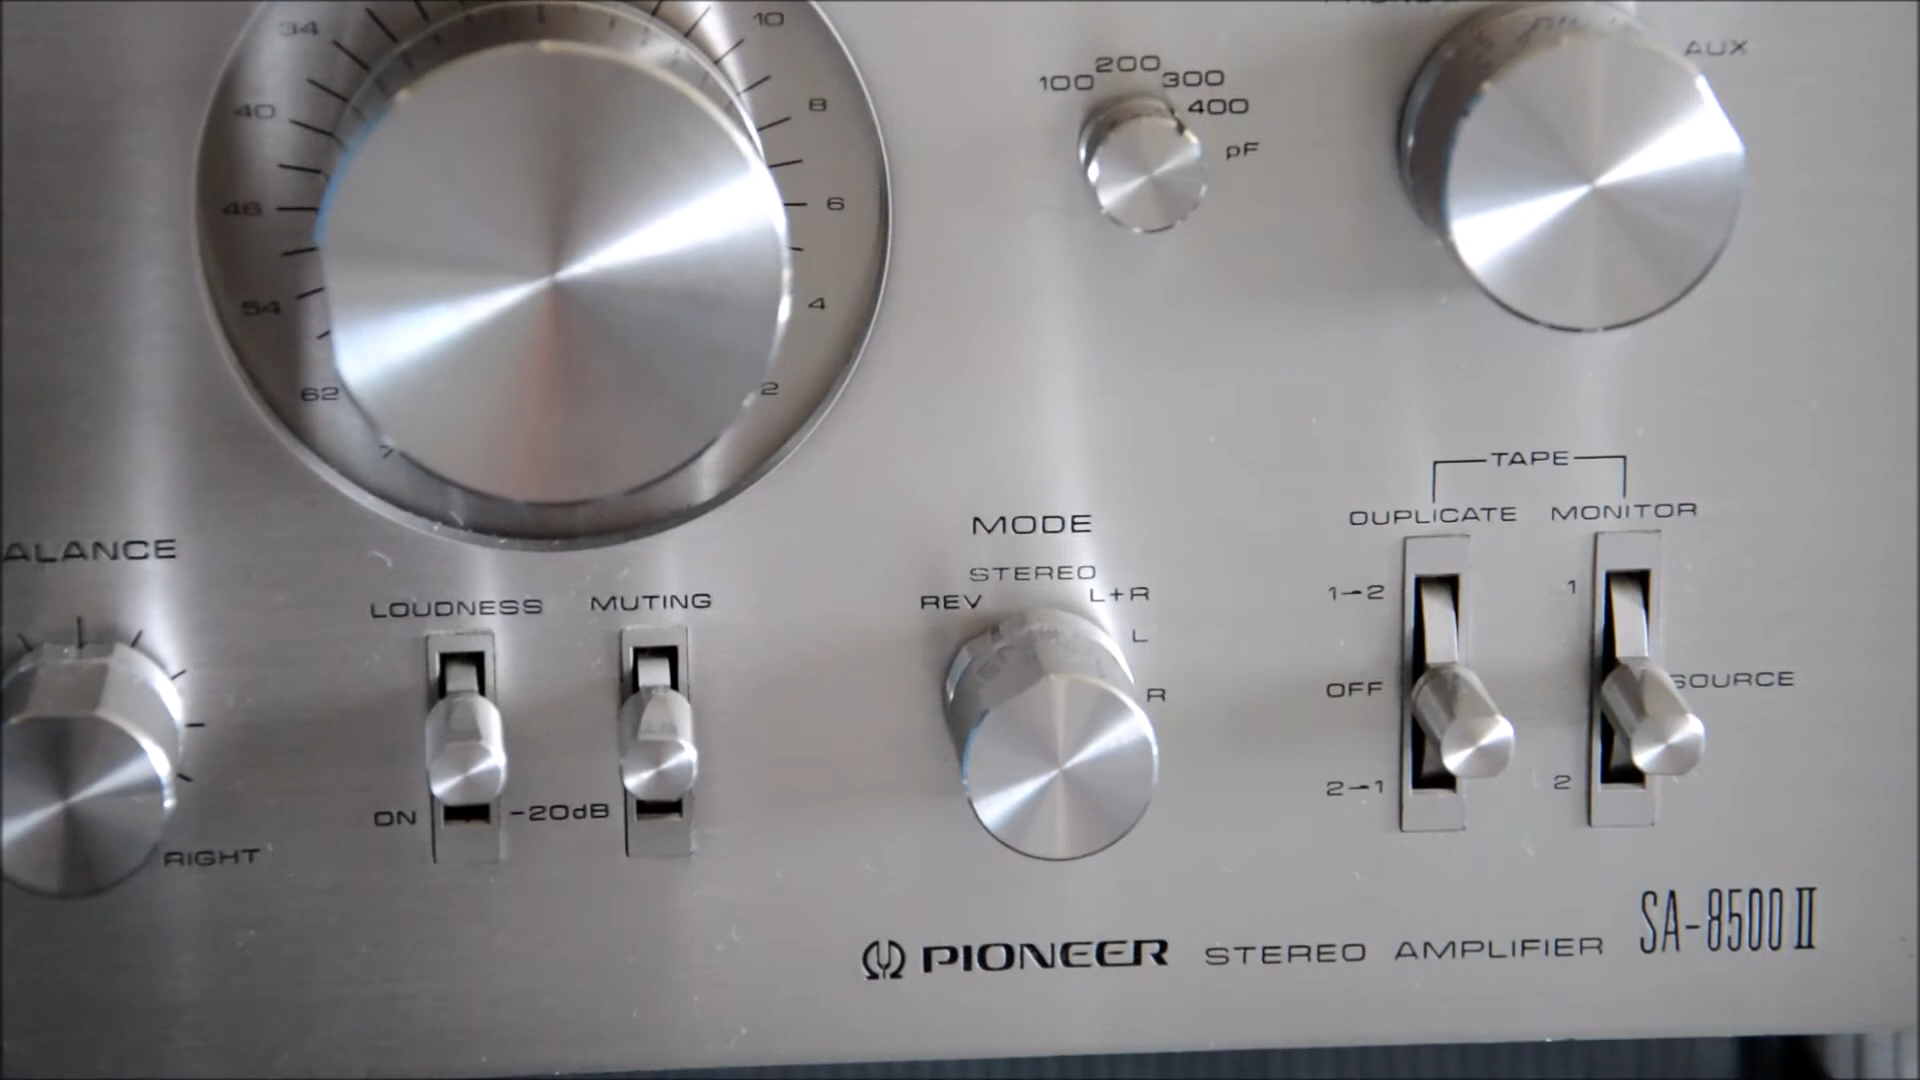 34
10
40
8
46
6
54
4
62
2
100 200 300 400
pF
AUX
TAPE
DUPLICATE MONITOR
1→2
OFF
2→1
1
SOURCE
2
MODE
STEREO
REV L+R
L
R
ALANCE
RIGHT
LOUDNESS MUTING
ON -20dB
PIONEER STEREO AMPLIFIER SA-8500 II